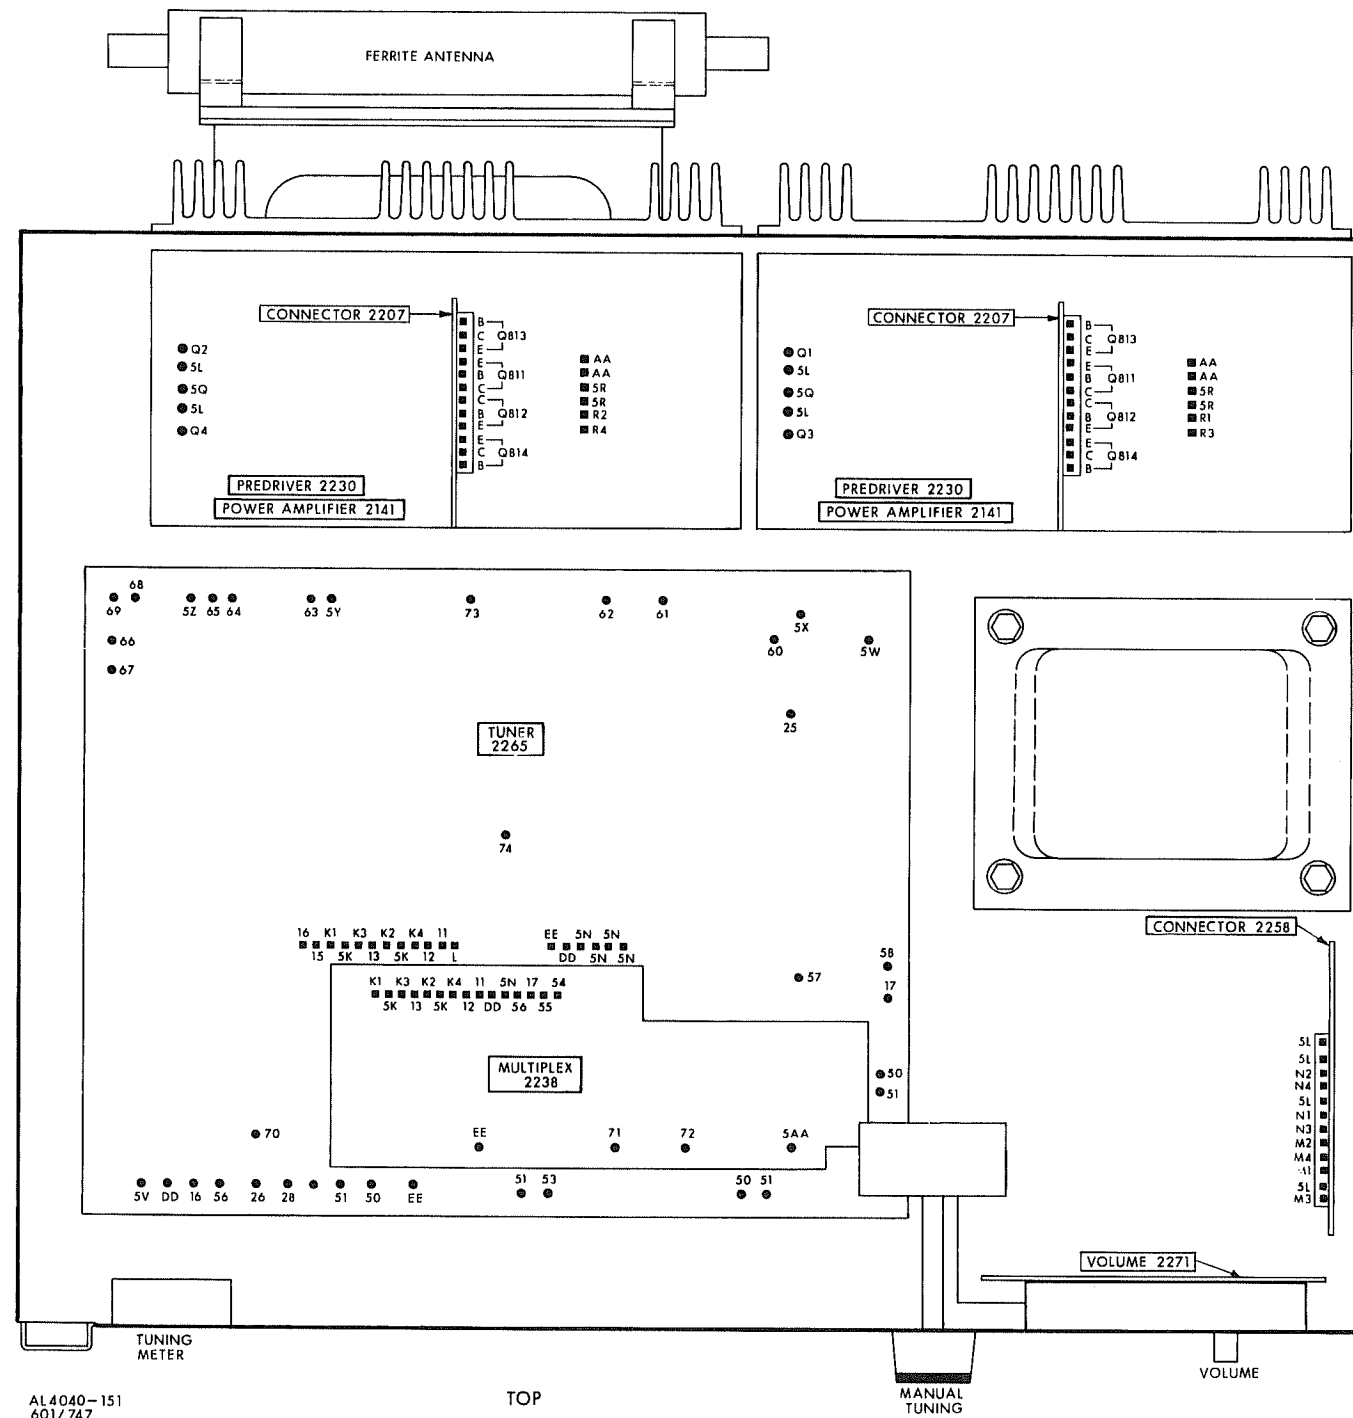 FERRITE ANTENNA
CONNECTOR 2207
B
C
E
Q813
E
B
C
Q811
C
B
E
Q812
E
C
B
Q814
Q2
5L
5Q
5L
Q4
AA
AA
5R
5R
R2
R4
PREDRIVER 2230
POWER AMPLIFIER 2141
CONNECTOR 2207
B
C
E
Q813
E
B
C
Q811
C
B
E
Q812
E
C
B
Q814
Q1
5L
5Q
5L
Q3
AA
AA
5R
5R
R1
R3
PREDRIVER 2230
POWER AMPLIFIER 2141
68
69 5Z 65 64 63 5Y 73 62 61
5X
66
60 5W
67
25
TUNER
2265
74
16 K1 K3 K2 K4 11
15 5K 13 5K 12 L
EE 5N 5N
DD 5N 5N
K1 K3 K2 K4 11 5N 17 54
5K 13 5K 12 DD 56 55
58
57
17
MULTIPLEX
2238
50
51
70
EE 71 72 5AA
51 53 50 51
5V DD 16 56 26 28 51 50 EE
CONNECTOR 2258
5L
5L
N2
N4
5L
N1
N3
M2
M4
5L
M3
VOLUME 2271
TUNING
METER
MANUAL
TUNING
VOLUME
TOP
AL4040-151
601/747